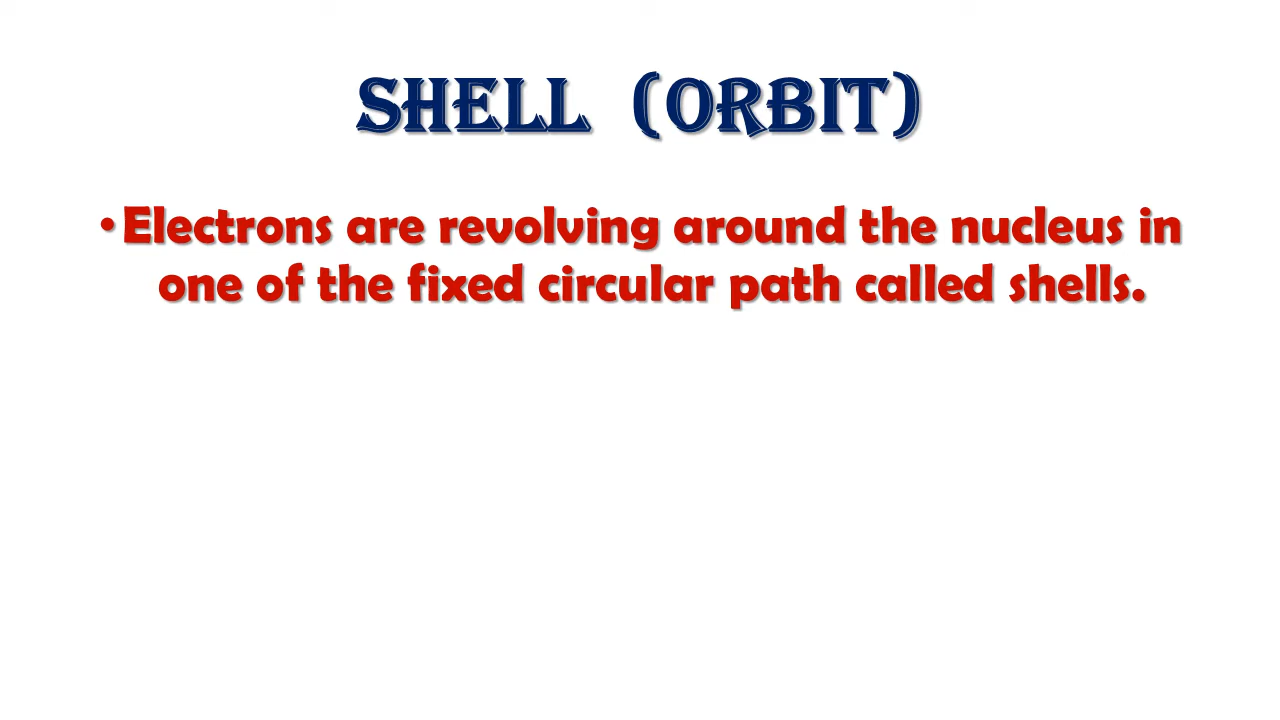 SHELL (ORBIT)
• Electrons are revolving around the nucleus in
one of the fixed circular path called shells.